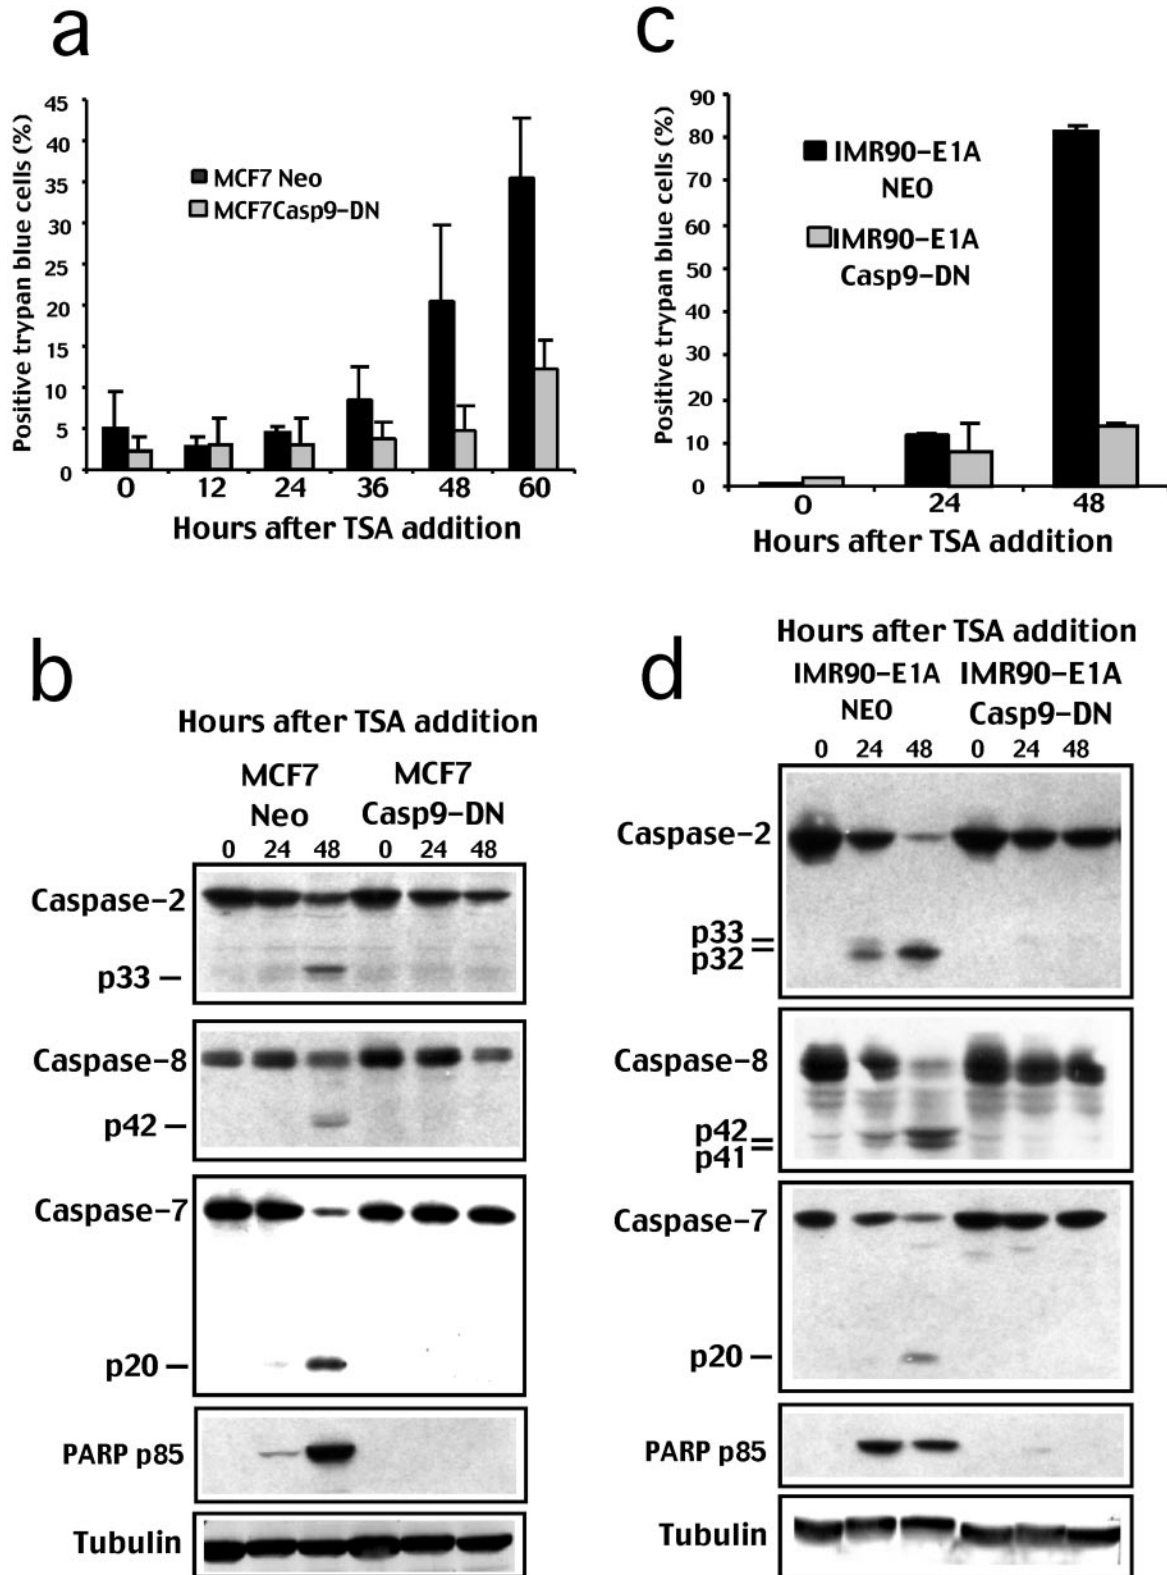 a
Positive trypan blue cells (%)
45
40
35
30
25
20
15
10
5
0
MCF7 Neo
MCF7Casp9-DN
0 12 24 36 48 60
Hours after TSA addition
c
Positive trypan blue cells (%)
90
80
70
60
50
40
30
20
10
0
IMR90-E1A
NEO
IMR90-E1A
Casp9-DN
0 24 48
Hours after TSA addition
b
Hours after TSA addition
MCF7 MCF7
Neo Casp9-DN
0 24 48 0 24 48
Caspase-2
p33
Caspase-8
p42
Caspase-7
p20
PARP p85
Tubulin
d
Hours after TSA addition
IMR90-E1A IMR90-E1A
NEO Casp9-DN
0 24 48 0 24 48
Caspase-2
p33
p32
Caspase-8
p42
p41
Caspase-7
p20
PARP p85
Tubulin